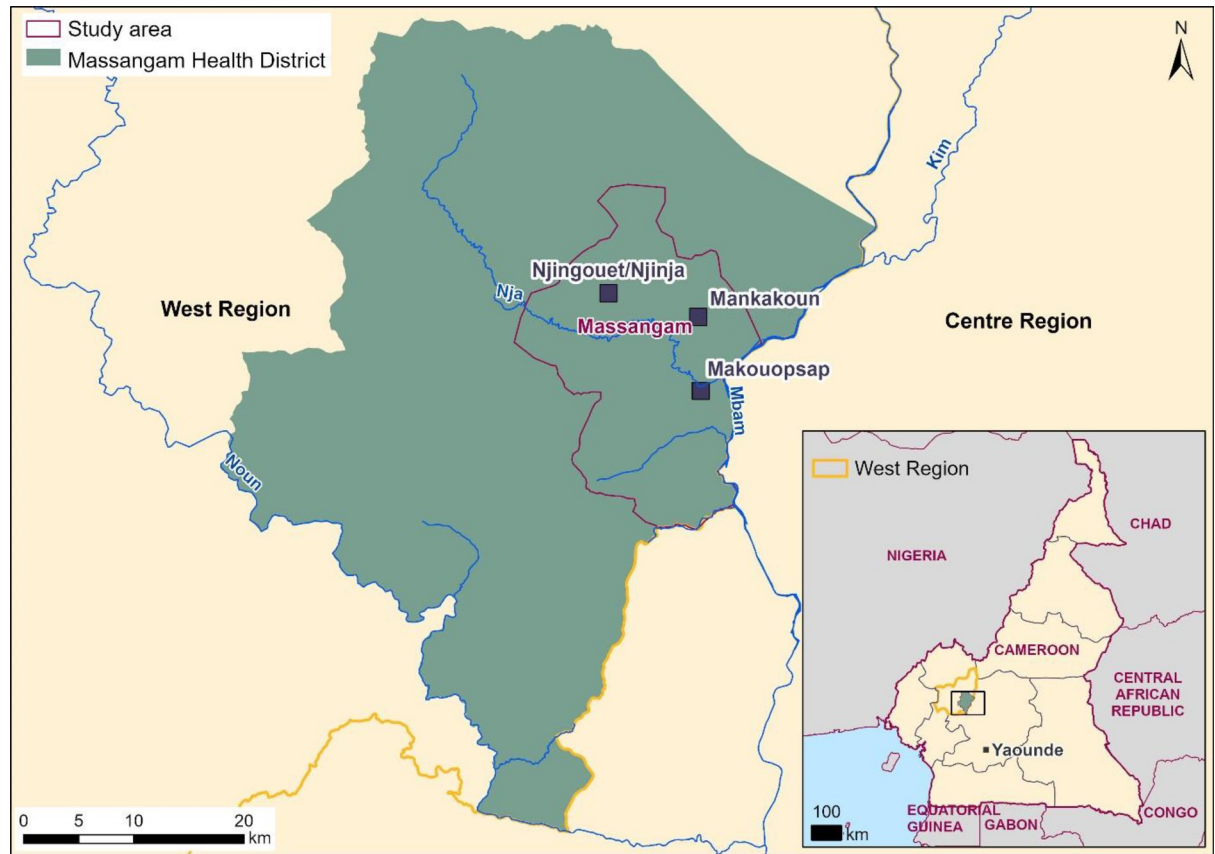 Study area
Massangam Health District
N
Kim
Njingouet/Njinja
Nja
Mankakoun
West Region
Massangam
Centre Region
Makouopsap
Mbam
Noun
West Region
CHAD
NIGERIA
CAMEROON
CENTRAL
AFRICAN
REPUBLIC
Yaounde
0 5 10 20
km
100
km
EQUATORIAL
GUINEA
GABON
CONGO